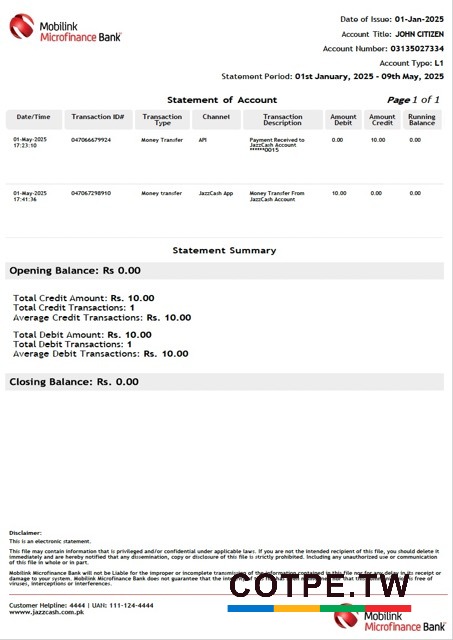 Mobilink
Microfinance Bank
Date of Issue: 01-Jan-2025
Account Title: JOHN CITIZEN
Account Number: 03135027334
Account Type: L1
Statement Period: 01st January, 2025 - 09th May, 2025
Statement of Account
Page 1 of 1
Date/Time Transaction ID# Transaction Type Channel Transaction Description Amount Debit Amount Credit Running Balance
01-May-2025 17:23:10 047066679924 Money Transfer API Payment Received to JazzCash Account ******0015 0.00 10.00 0.00
01-May-2025 17:41:36 047067298910 Money transfer JazzCash App Money Transfer From JazzCash Account 10.00 0.00 0.00
Statement Summary
Opening Balance: Rs 0.00
Total Credit Amount: Rs. 10.00
Total Credit Transactions: 1
Average Credit Transactions: Rs. 10.00
Total Debit Amount: Rs. 10.00
Total Debit Transactions: 1
Average Debit Transactions: Rs. 10.00
Closing Balance: Rs. 0.00
Disclaimer:
This is an electronic statement.
This file may contain information that is privileged and/or confidential under applicable laws. If you are not the intended recipient of this file, you should delete it
immediately and are hereby notified that any dissemination, copy or disclosure of this file is strictly prohibited. Including any unauthorized use or communication
of this file in whole or in part.
Mobilink Microfinance Bank will not be Liable for the improper or incomplete transmission of the information contained in this file nor for any delay in its receipt or
damage to your system. Mobilink Microfinance Bank does not guarantee that the is free of
viruses, interceptions or interferences.
COTPE.TW
Customer Helpline: 4444 | UAN: 111-124-4444
www.jazzcash.com.pk
Mobilink
Microfinance Bank